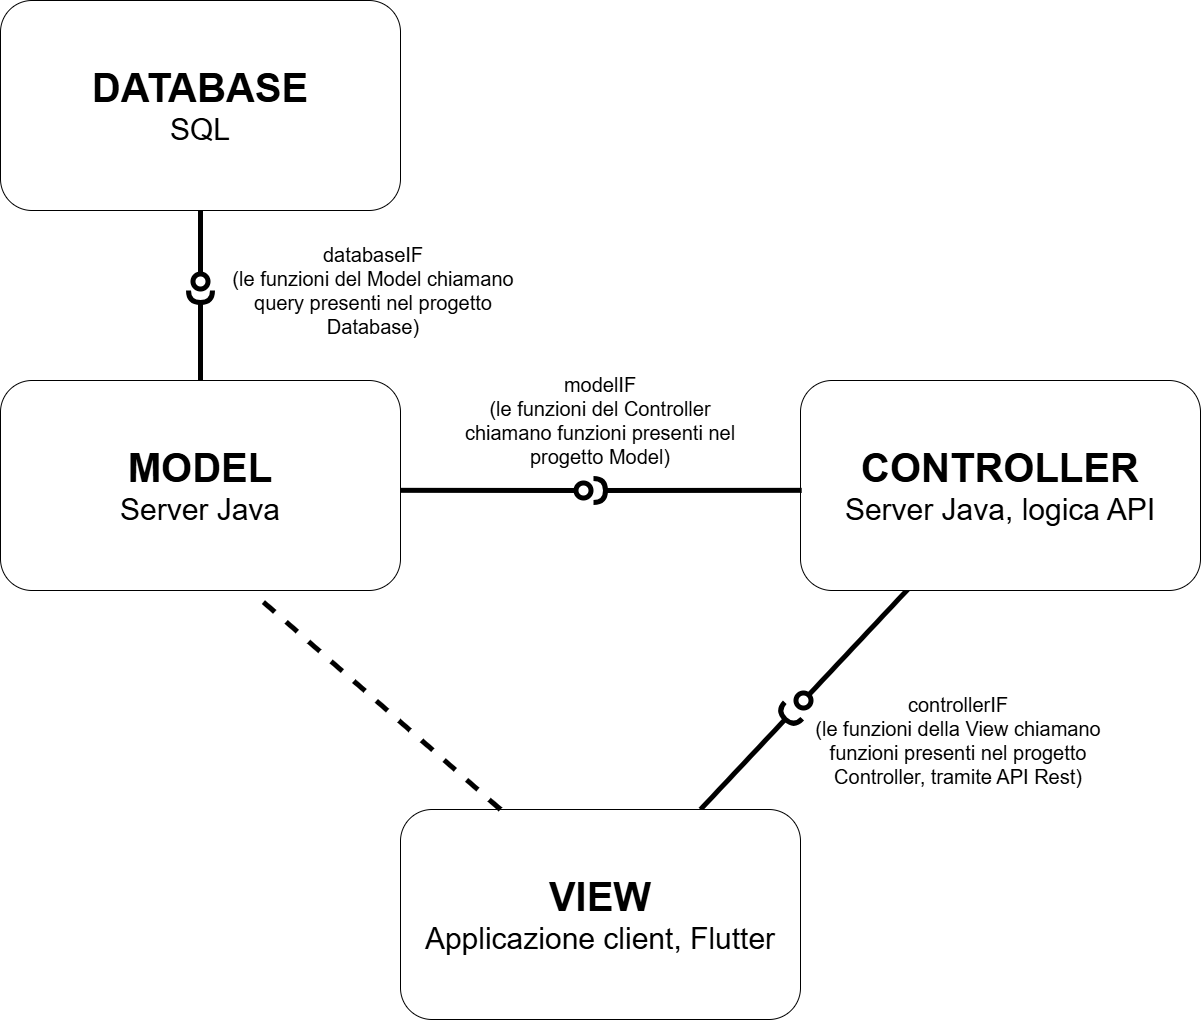 DATABASE
SQL
databaseIF
(le funzioni del Model chiamano
query presenti nel progetto
Database)
modelIF
(le funzioni del Controller
chiamano funzioni presenti nel
progetto Model)
MODEL
Server Java
CONTROLLER
Server Java, logica API
controllerIF
(le funzioni della View chiamano
funzioni presenti nel progetto
Controller, tramite API Rest)
VIEW
Applicazione client, Flutter